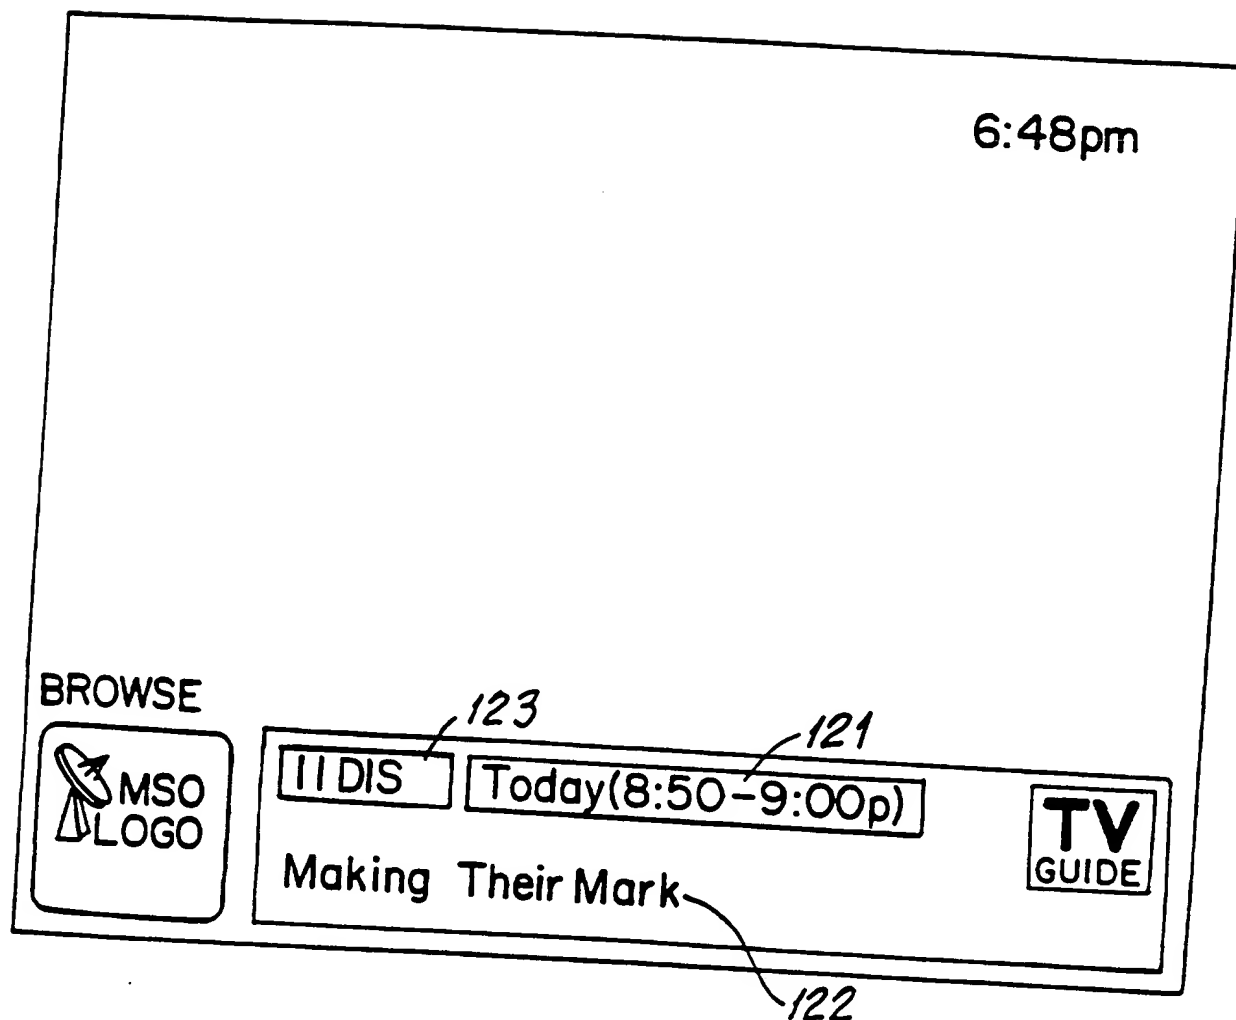 6:48pm
BROWSE
123
121
MSO
LOGO
11 DIS
Today(8:50-9:00p)
TV
GUIDE
Making Their Mark
122